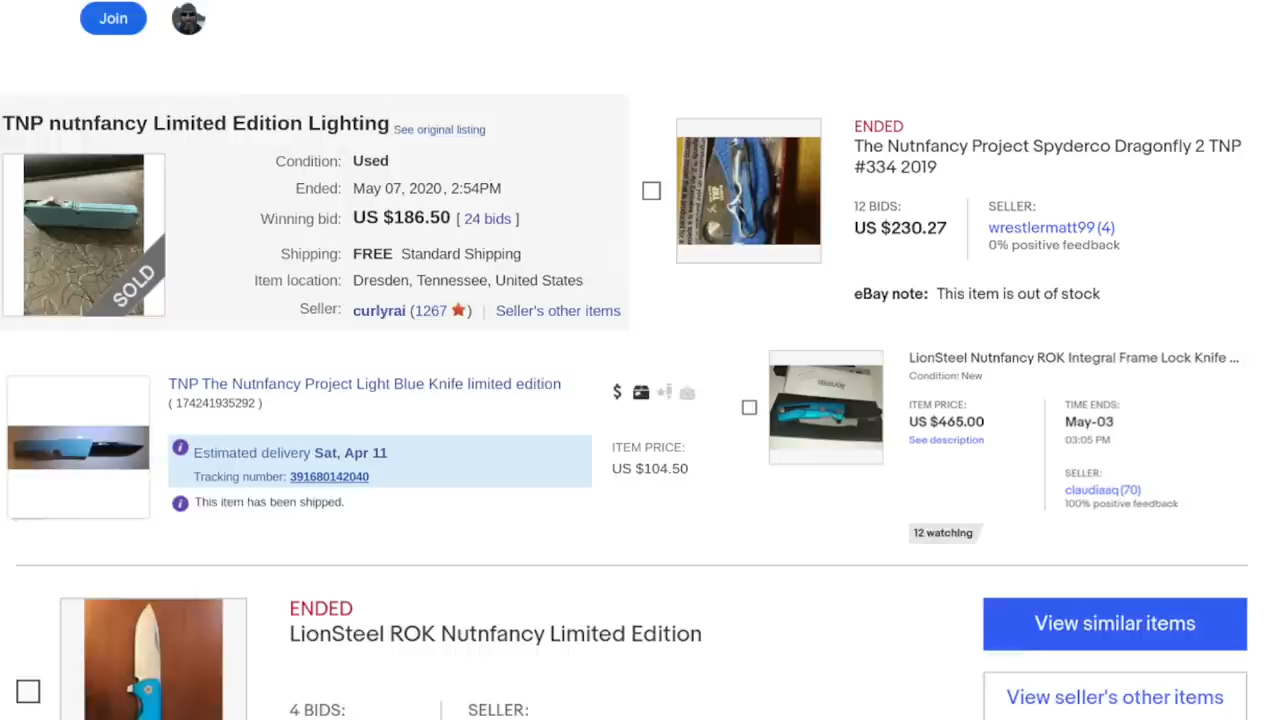 Join
TNP nutnfancy Limited Edition Lighting See original listing
Condition: Used
Ended: May 07, 2020, 2:54PM
Winning bid: US $186.50 [ 24 bids ]
Shipping: FREE Standard Shipping
Item location: Dresden, Tennessee, United States
Seller: curlyrai (1267 ) | Seller's other items
SOLD
ENDED
The Nutnfancy Project Spyderco Dragonfly 2 TNP
#334 2019
12 BIDS:
US $230.27
SELLER:
wrestlermatt99 (4)
0% positive feedback
eBay note: This item is out of stock
TNP The Nutnfancy Project Light Blue Knife limited edition
( 174241935292 )
Estimated delivery Sat, Apr 11
Tracking number: 391680142040
This item has been shipped.
$
ITEM PRICE:
US $104.50
LionSteel Nutnfancy ROK Integral Frame Lock Knife ...
Condition: New
ITEM PRICE:
US $465.00
See description
TIME ENDS:
May-03
03:05 PM
SELLER:
claudiaaq (70)
100% positive feedback
12 watching
ENDED
LionSteel ROK Nutnfancy Limited Edition
4 BIDS:
SELLER:
View similar items
View seller's other items